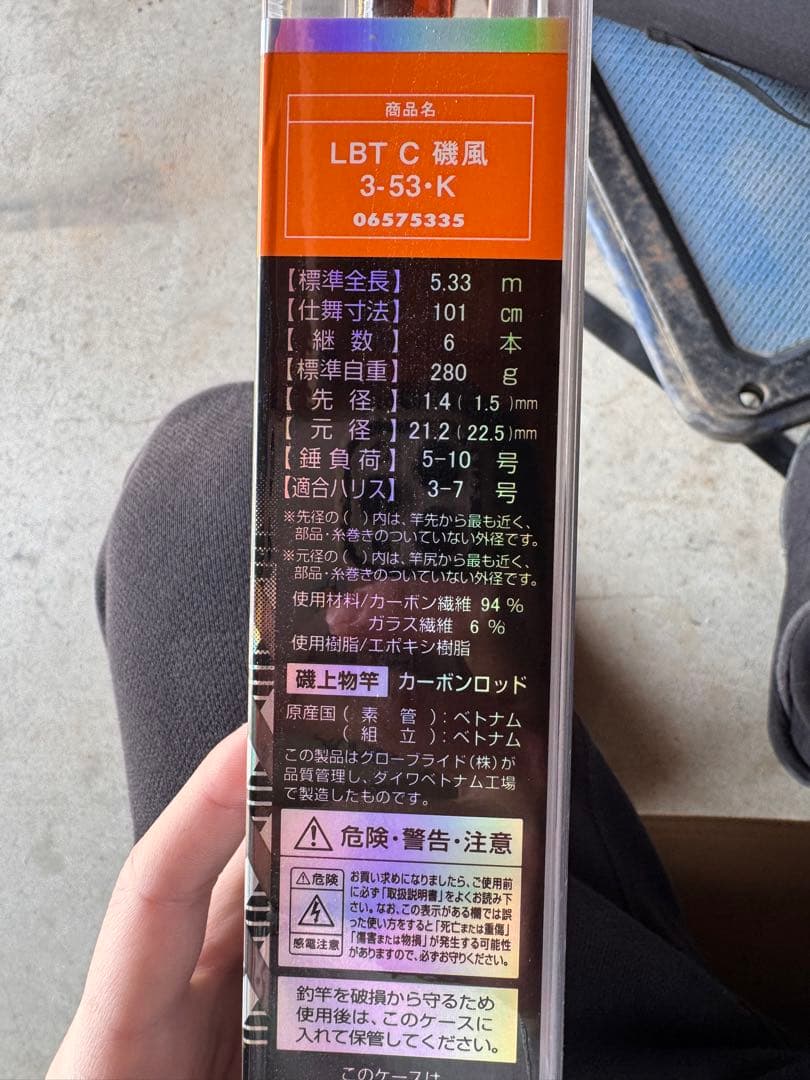 商品名
LBT C 磯風
3-53・K
06575335
【標準全長】 5.33 m
【仕舞寸法】 101 cm
【継数】 6 本
【標準自重】 280 g
【先径】 1.4(1.5)mm
【元径】 21.2(22.5)mm
【錘負荷】 5-10 号
【適合ハリス】 3-7 号
※先径の( )内は、竿先から最も近く、
部品・糸巻きのついていない外径です。
※元径の( )内は、竿尻から最も近く、
部品・糸巻きのついていない外径です。
使用材料/カーボン繊維 94 %
ガラス繊維 6 %
使用樹脂/エポキシ樹脂
磯上物竿 カーボンロッド
原産国(素管):ベトナム
(組立):ベトナム
この製品はグローブライド(株)が
品質管理し、ダイワベトナム工場
で製造したものです。
⚠危険・警告・注意
⚠危険
感電注意
お買い求めになりましたら、ご使用前
に必ず「取扱説明書」をよくお読み下
さい。なお、この表示がある欄では誤
った使い方をすると「死亡または重傷」
「傷害または物損」が発生する可能性
がありますので、必ずお守りください。
釣竿を破損から守るため
使用後は、このケースに
入れて保管してください。
このケースは